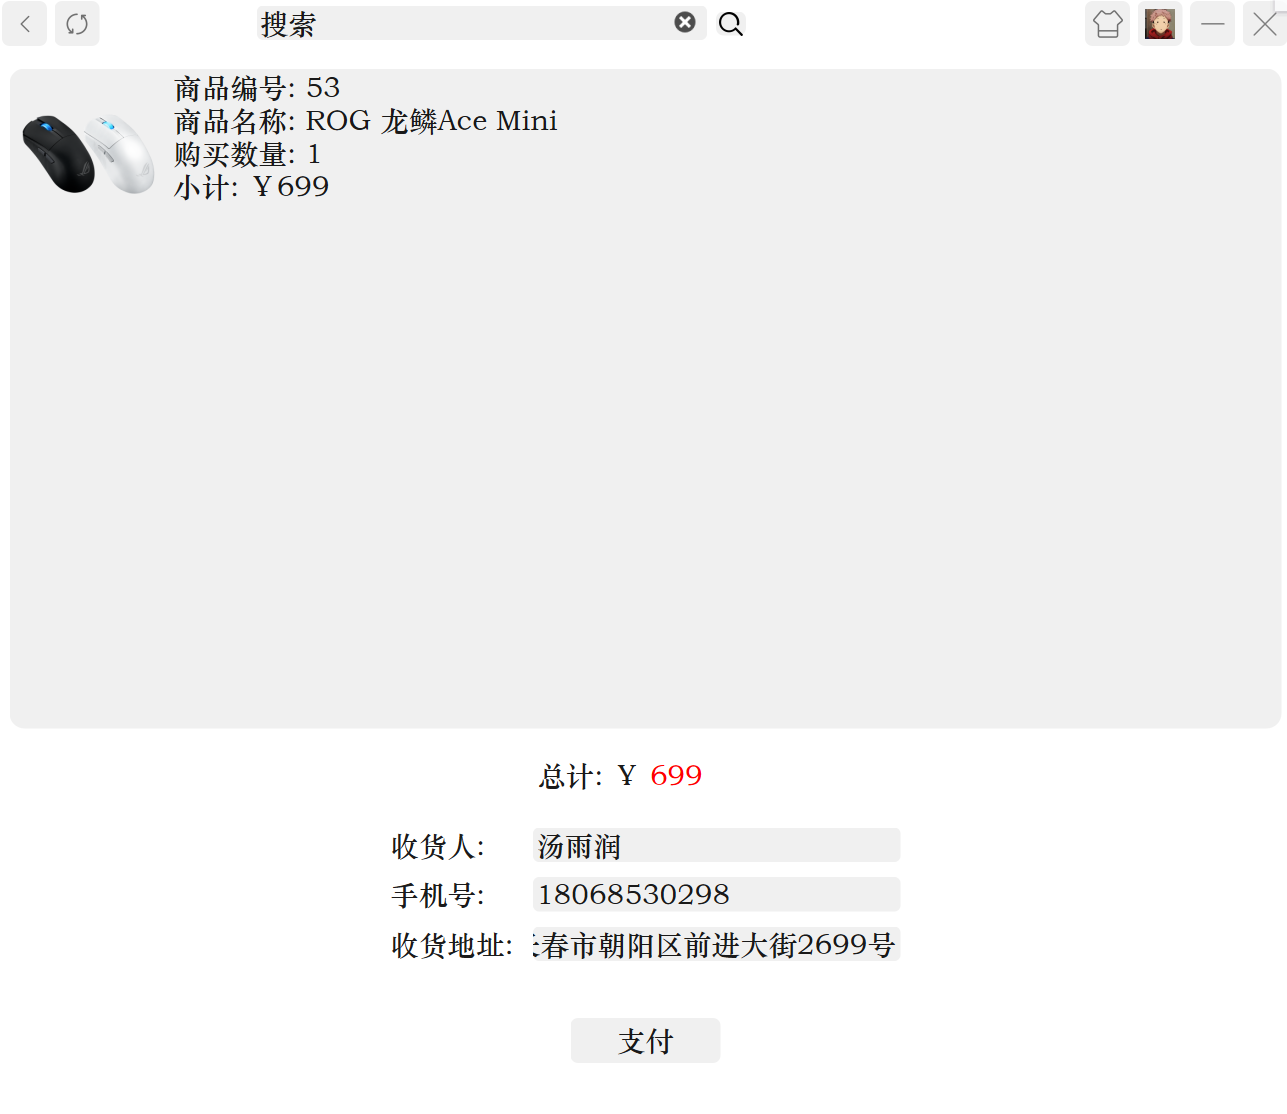 搜索
商品编号: 53
商品名称: ROG 龙鳞Ace Mini
购买数量: 1
小计: ￥699
总计: ￥ 699
收货人: 汤雨润
手机号: 18068530298
收货地址: 春市朝阳区前进大街2699号
支付